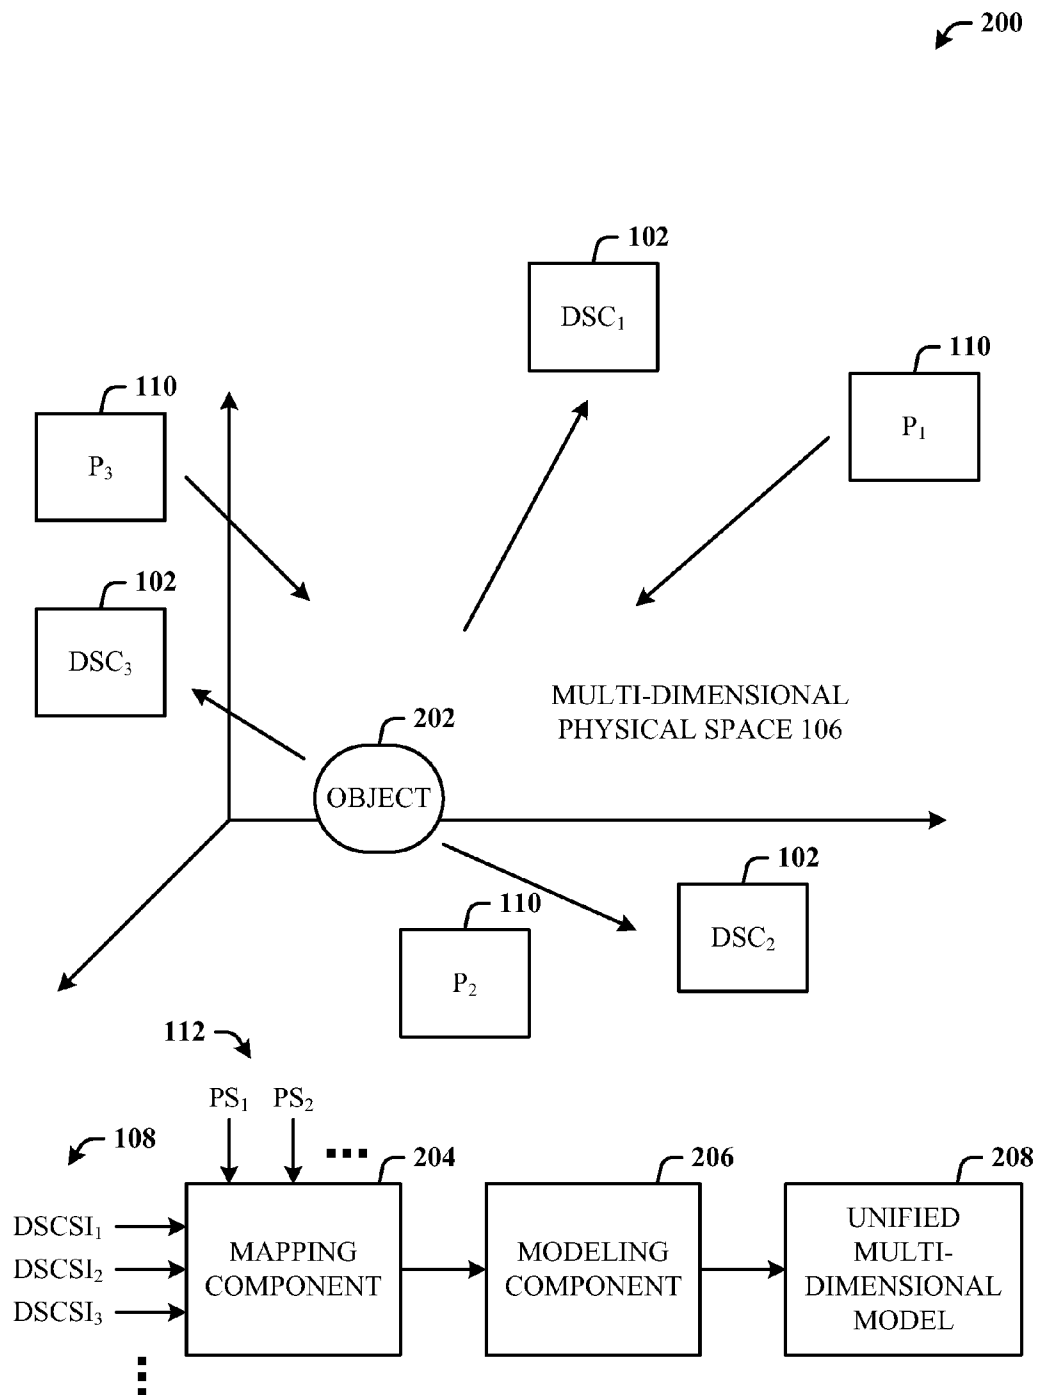 200
102
DSC₁
110
P₁
110
P₃
102
DSC₃
MULTI-DIMENSIONAL
PHYSICAL SPACE 106
202
OBJECT
102
DSC₂
110
P₂
112
PS₁ PS₂
108
204
206
208
DSCSI₁
DSCSI₂
DSCSI₃
MAPPING
COMPONENT
MODELING
COMPONENT
UNIFIED
MULTI-
DIMENSIONAL
MODEL